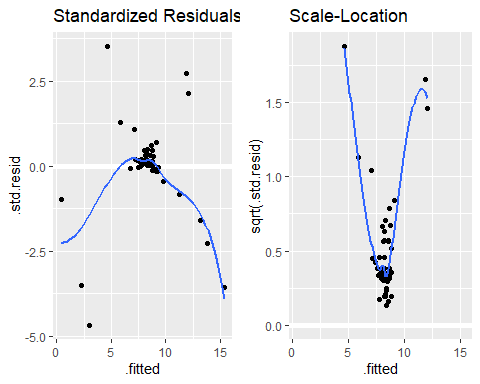 Standardized Residuals
Scale-Location
.std.resid
2.5
0.0
-2.5
-5.0
0
5
10
15
.fitted
sqrt(.std.resid)
1.5
1.0
0.5
0.0
0
5
10
15
.fitted